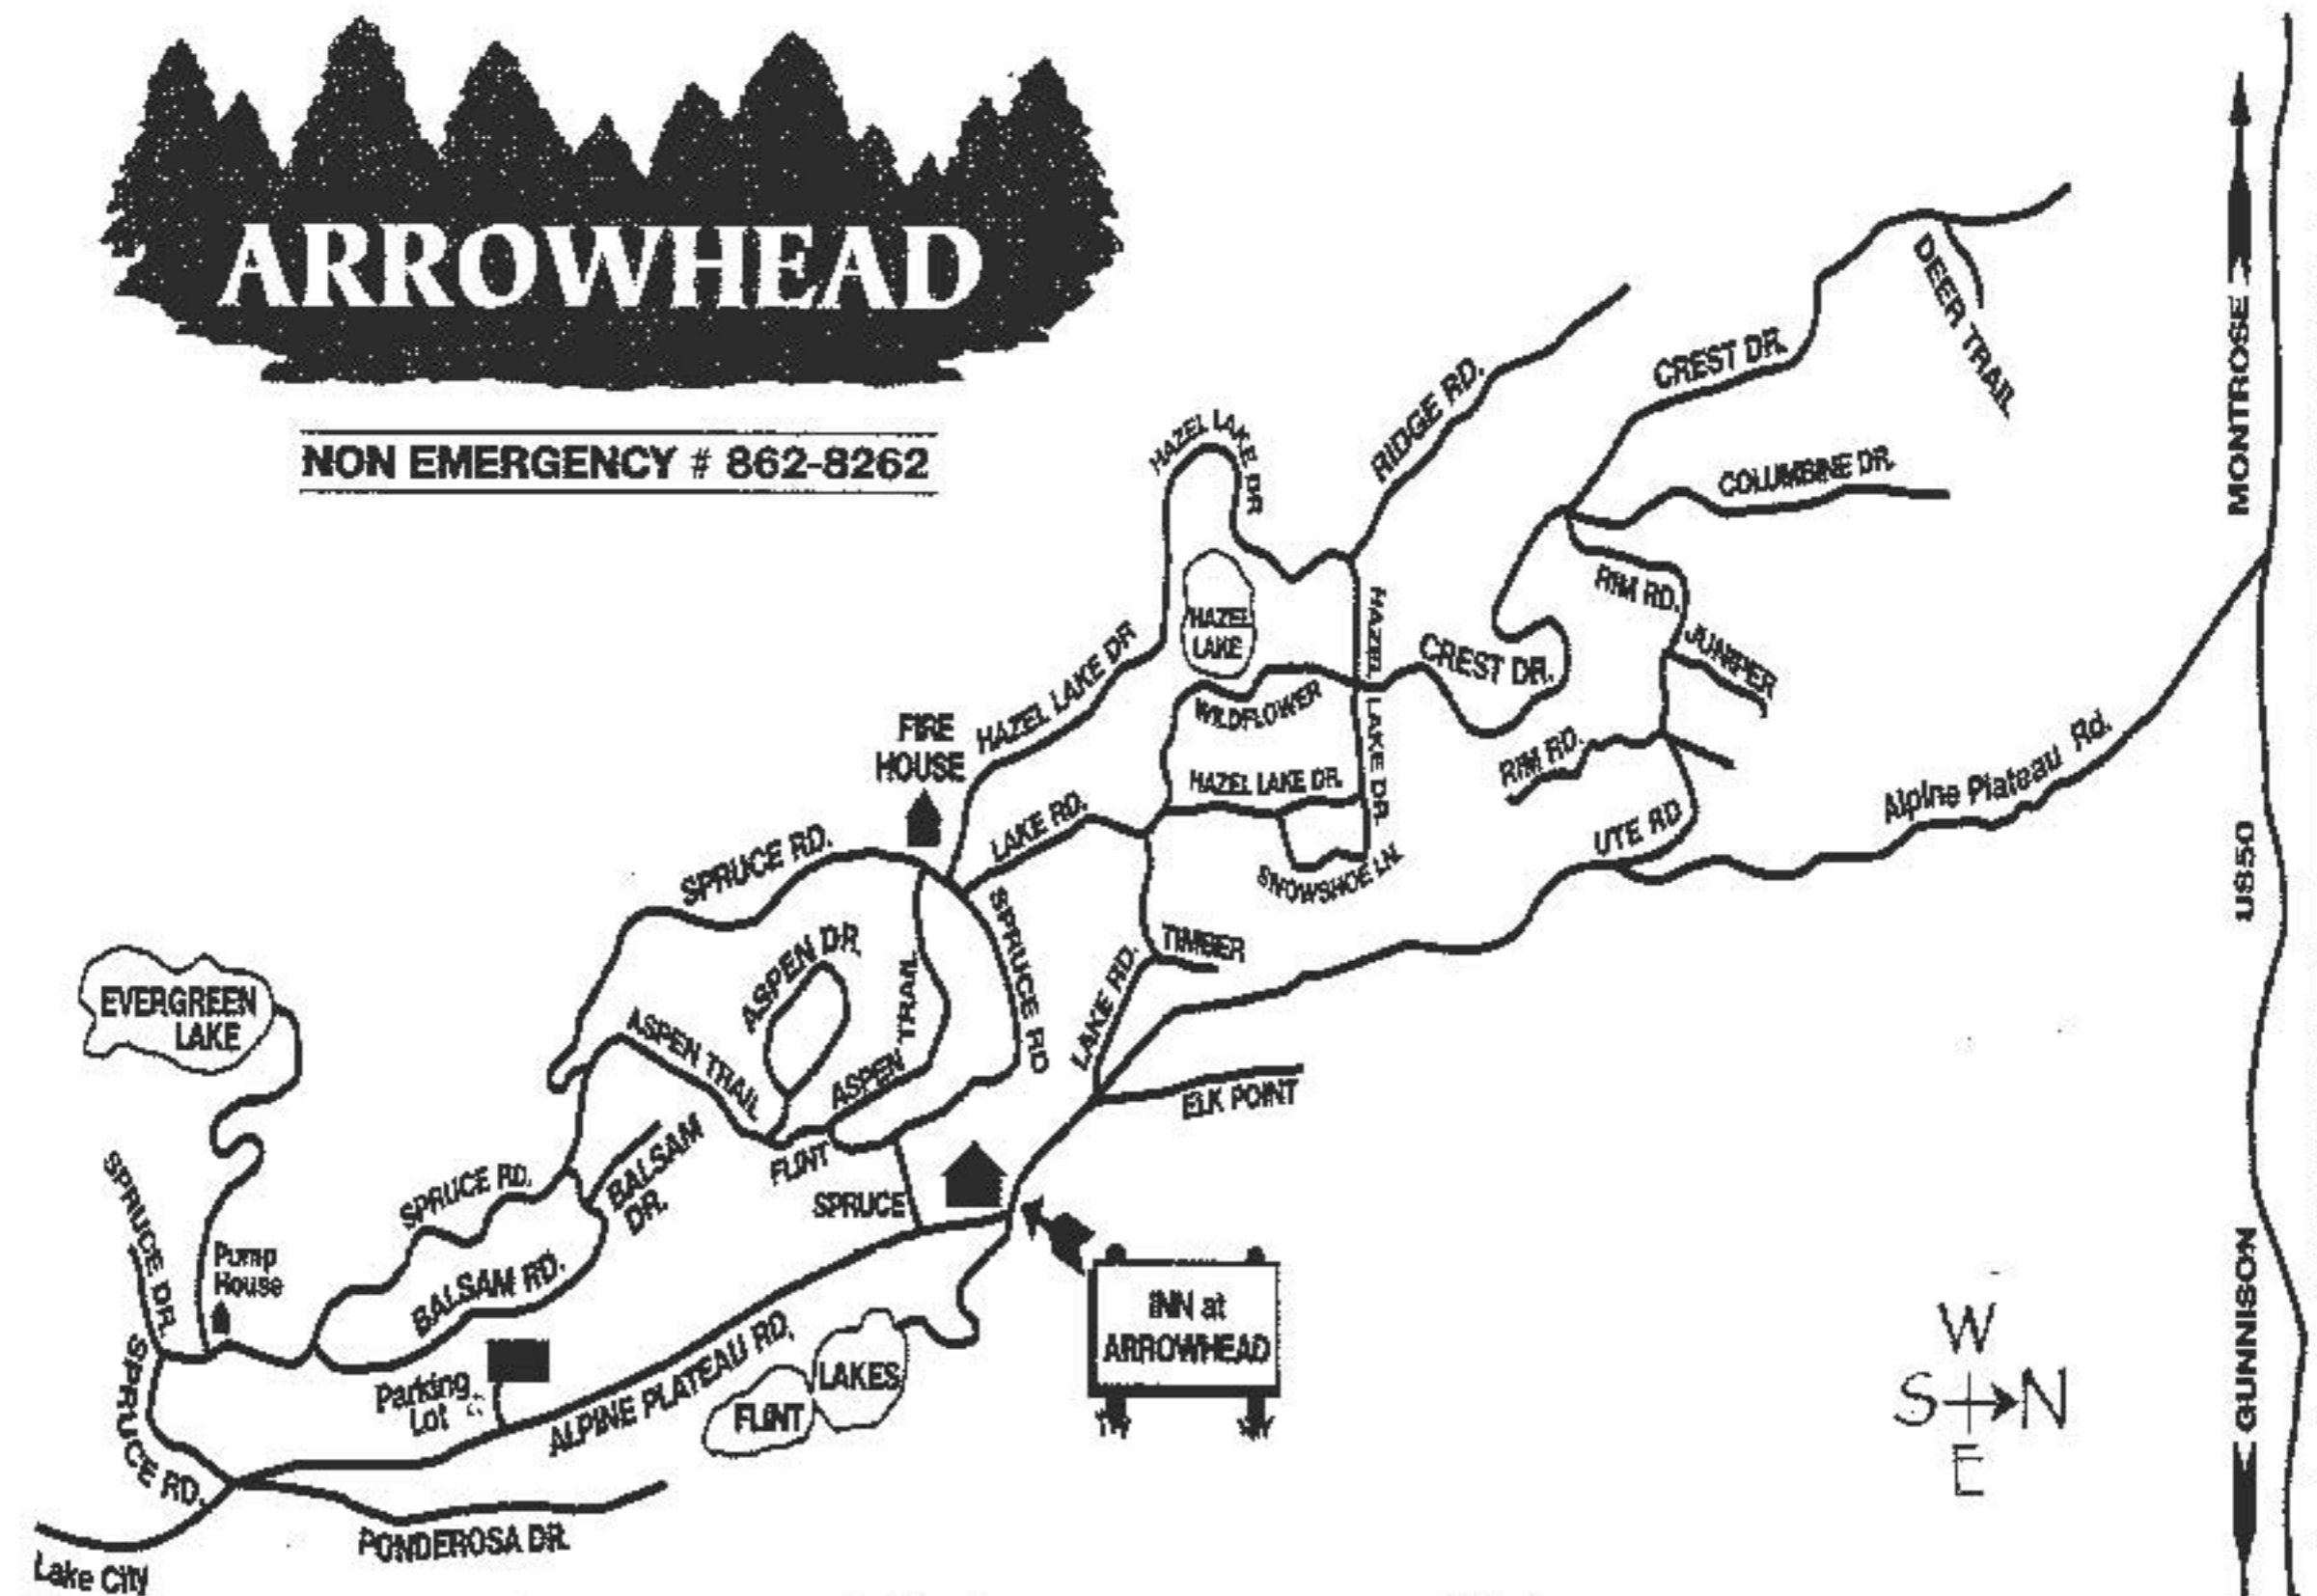 ARROWHEAD
NON EMERGENCY # 862-8262
MONTROSE
DEER TRAIL
CREST DR.
RIDGE RD.
HAZEL LAKE DR
COLUMBINE DR.
RIM RD.
JUNIPER
HAZEL
LAKE
HAZEL LAKE DR
HAZEL LAKE DR.
CREST DR.
WILDFLOWER
FIRE
HOUSE
HAZEL LAKE DR.
RIM RD.
UTE RD
Alpine Plateau Rd.
US50
LAKE RD.
SNOWSHOE LN.
SPRUCE RD.
SPRUCE RD
ASPEN DR
ASPEN TRAIL
ASPEN TRAIL
TIMBER
LAKE RD.
EVERGREEN
LAKE
ELK POINT
FLINT
SPRUCE
BALSAM
DR.
SPRUCE RD.
SPRUCE DR.
Pump
House
BALSAM RD.
INN at
ARROWHEAD
Parking
Lot
ALPINE PLATEAU RD.
LAKES
FLINT
SPRUCE RD.
PONDEROSA DR.
Lake City
W
S N
E
GUNNISON